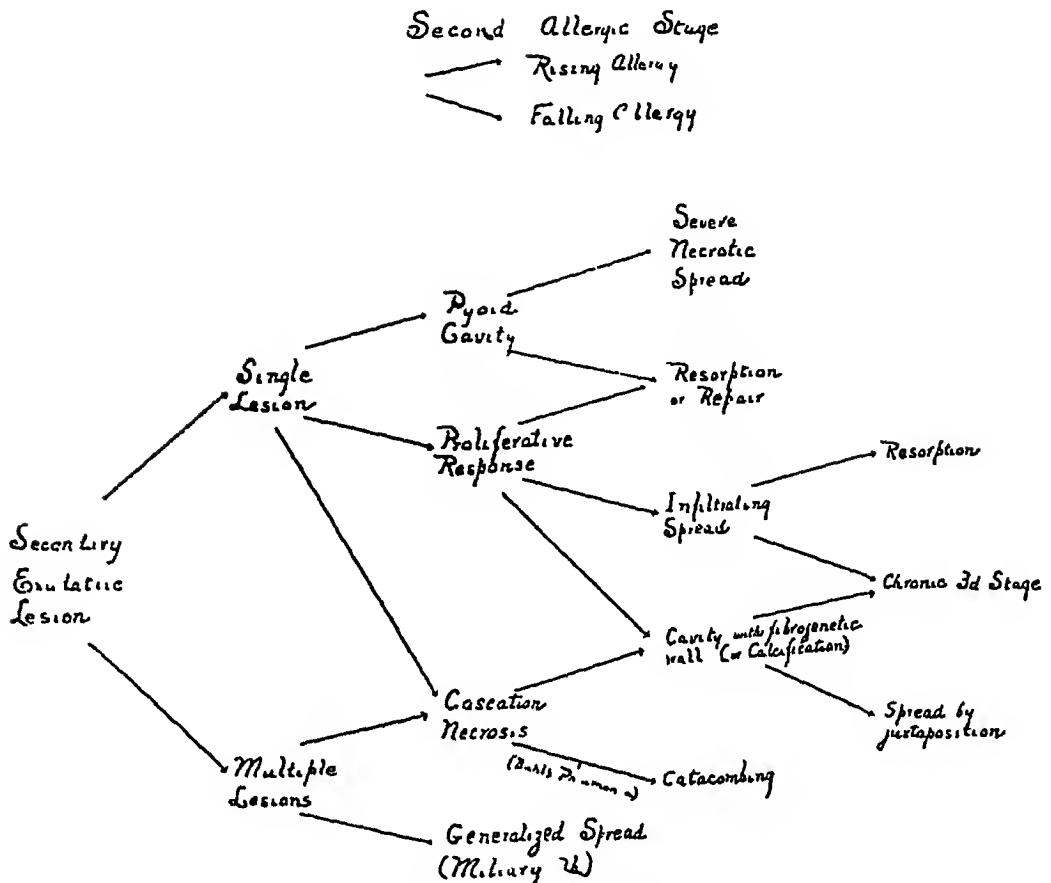 Second Allergic Stage
Rising Allergy
Falling Allergy
Severe
Necrotic
Spread
Pyoid
Cavity
Single
Lesion
Resorption
or Repair
Proliferative
Response
Resorption
Infiltrating
Spread
Secondary
Exudative
Lesion
Chronic 3d Stage
Cavity with fibrogenetic
wall (or Calcification)
Caseation
Necrosis
Spread by
juxtaposition
Multiple
Lesions
Catacombing
Generalized Spread
(Miliary Tb)